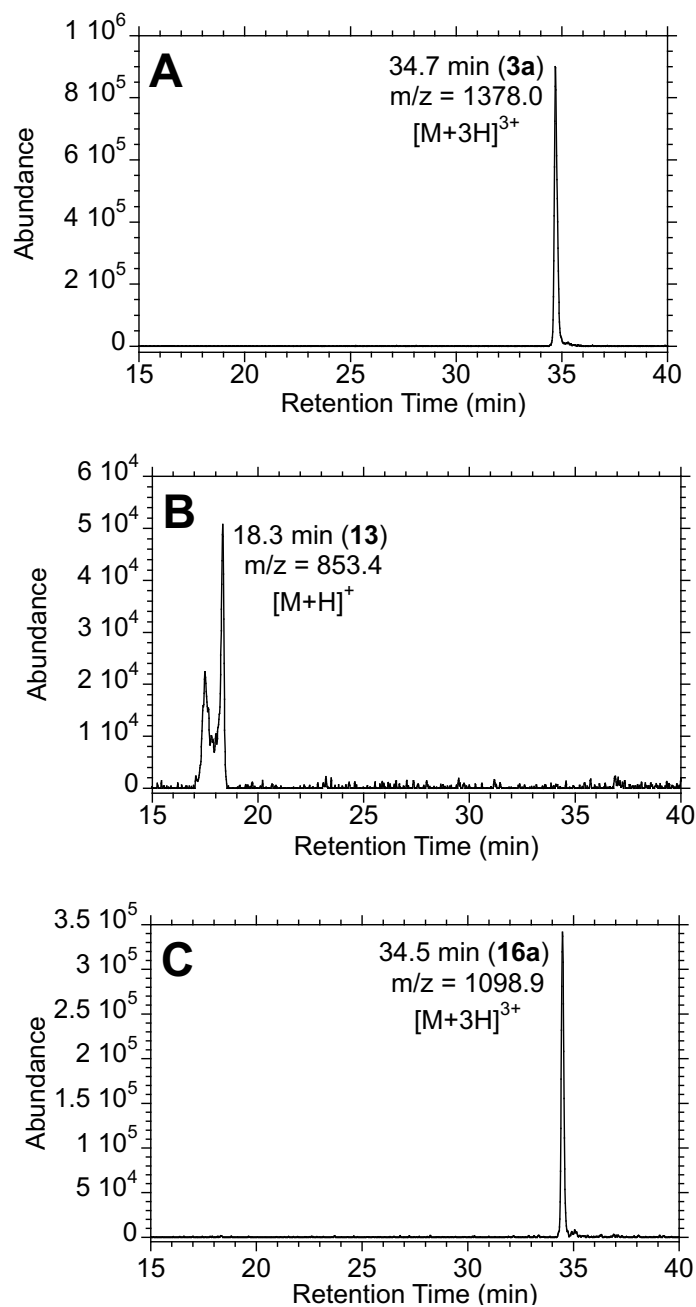 A
34.7 min (3a)
m/z = 1378.0
[M+3H]3+
1 10^6
8 10^5
6 10^5
4 10^5
2 10^5
0
Abundance
15 20 25 30 35 40
Retention Time (min)
B
18.3 min (13)
m/z = 853.4
[M+H]+
6 10^4
5 10^4
4 10^4
3 10^4
2 10^4
1 10^4
0
Abundance
15 20 25 30 35 40
Retention Time (min)
C
34.5 min (16a)
m/z = 1098.9
[M+3H]3+
3.5 10^5
3 10^5
2.5 10^5
2 10^5
1.5 10^5
1 10^5
5 10^4
0
Abundance
15 20 25 30 35 40
Retention Time (min)